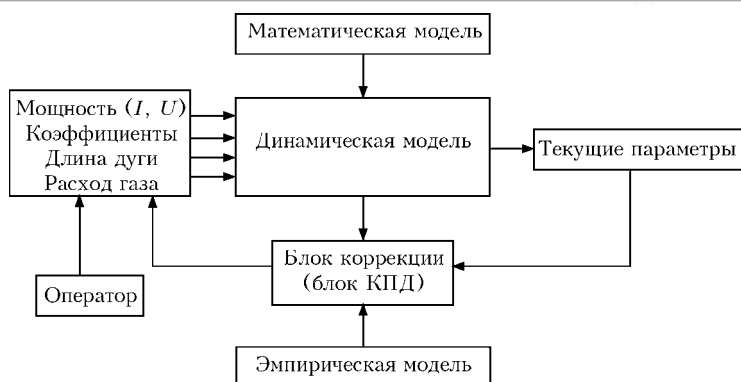 Математическая модель
Мощность (I, U)
Коэффициенты
Длина дуги
Расход газа
Динамическая модель
Текущие параметры
Блок коррекции
(блок КПД)
Оператор
Эмпирическая модель